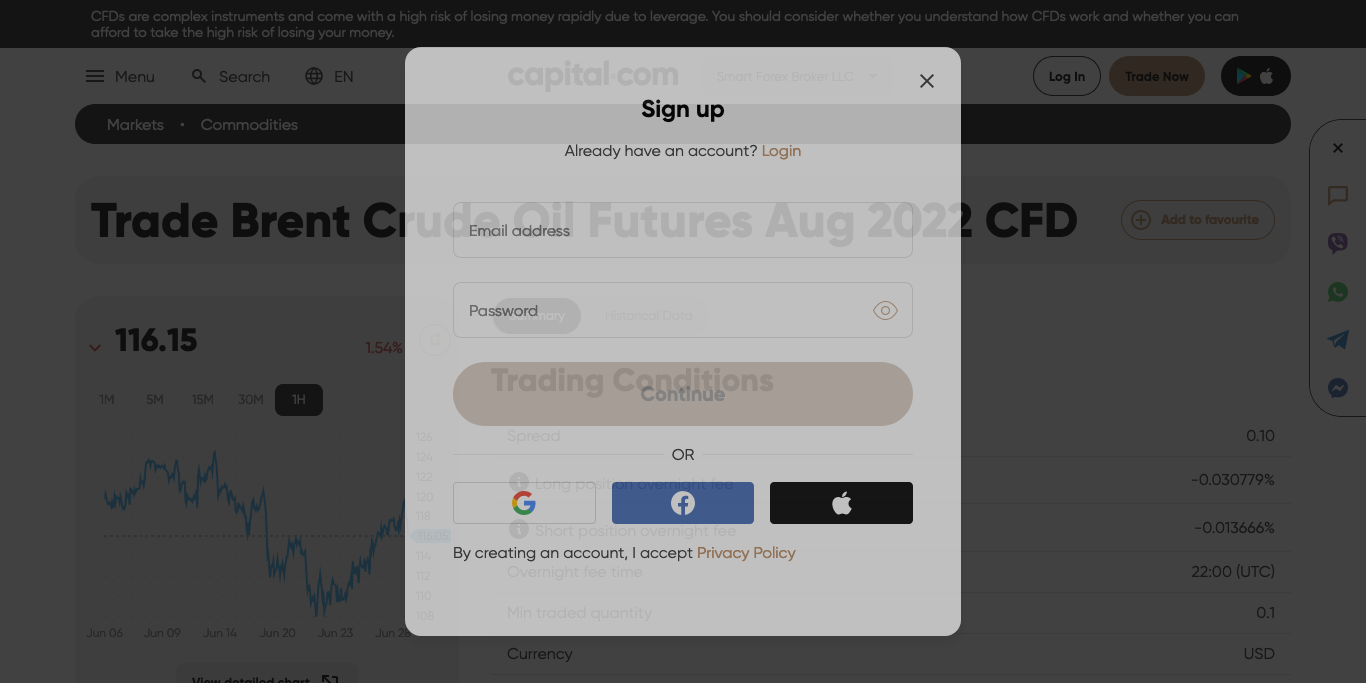 CFDs are complex instruments and come with a high risk of losing money rapidly due to leverage. You should consider whether you understand how CFDs work and whether you can
afford to take the high risk of losing your money.
Menu
Search
EN
capital.com
Smart Forex Broker LLC
Log In
Trade Now
Markets • Commodities
Sign up
Already have an account? Login
Trade Brent Crude Oil Futures Aug 2022 CFD
Add to favourite
Email address
Password
Summary
Historical Data
116.15
1.54%
1M 5M 15M 30M 1H
Trading Conditions
Continue
Spread 0.10
OR
Long position overnight fee -0.030779%
Short position overnight fee -0.013666%
By creating an account, I accept Privacy Policy
Overnight fee time 22:00 (UTC)
Min traded quantity 0.1
Currency USD
126
124
122
120
118
116.05
114
112
110
108
Jun 06 Jun 09 Jun 14 Jun 20 Jun 23 Jun 28
View detailed chart